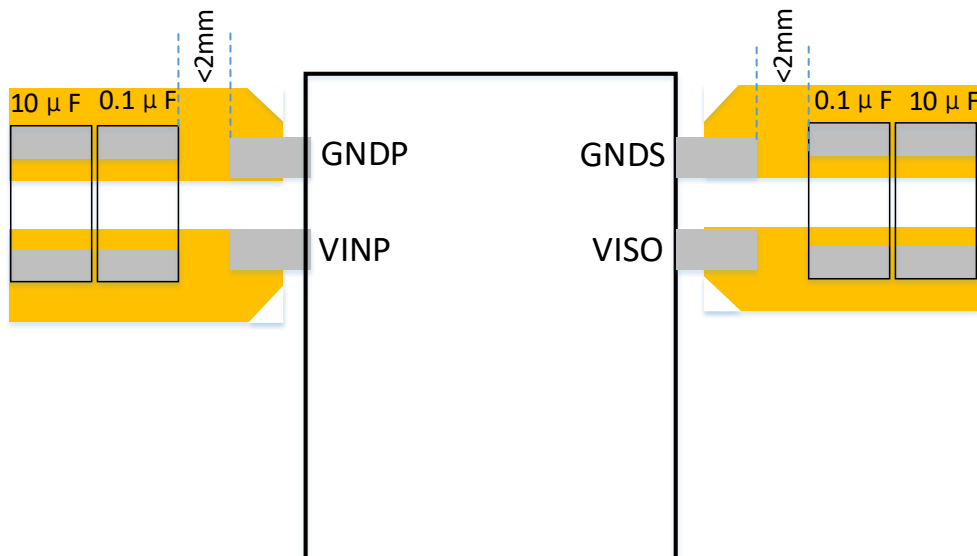 <2mm
<2mm
10 μ F
0.1 μ F
0.1 μ F
10 μ F
GNDP
GNDS
VINP
VISO